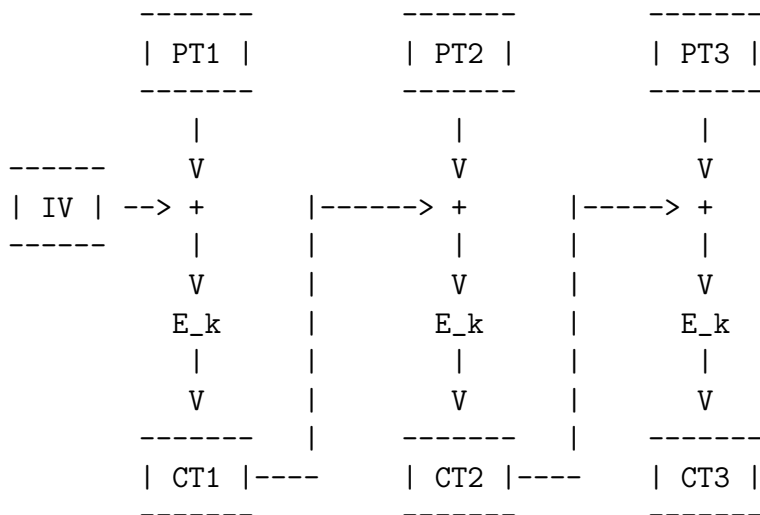 -------          -------         -------
          | PT1 |          | PT2 |         | PT3 |
          -------          -------         -------
             |                |               |
------       V                V               V
| IV | -->   +      |------>  +      |----->  +
------       |      |         |      |        |
             V      |         V      |        V
            E_k     |        E_k     |       E_k
             |      |         |      |        |
             V      |         V      |        V
          -------   |      -------   |     -------
          | CT1 |----      | CT2 |----     | CT3 |
          -------          -------         -------